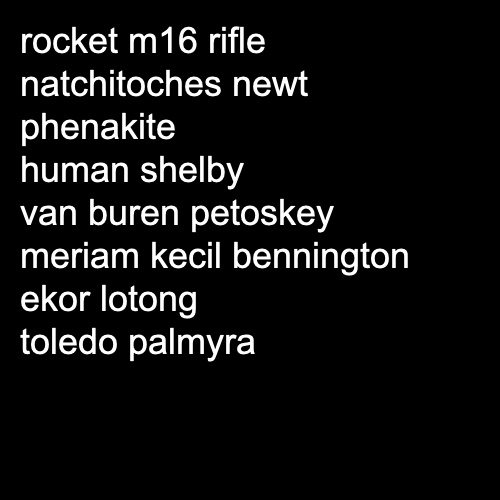 rocket m16 rifle
natchitoches newt
phenakite
human shelby
van buren petoskey
meriam kecil bennington
ekor lotong
toledo palmyra